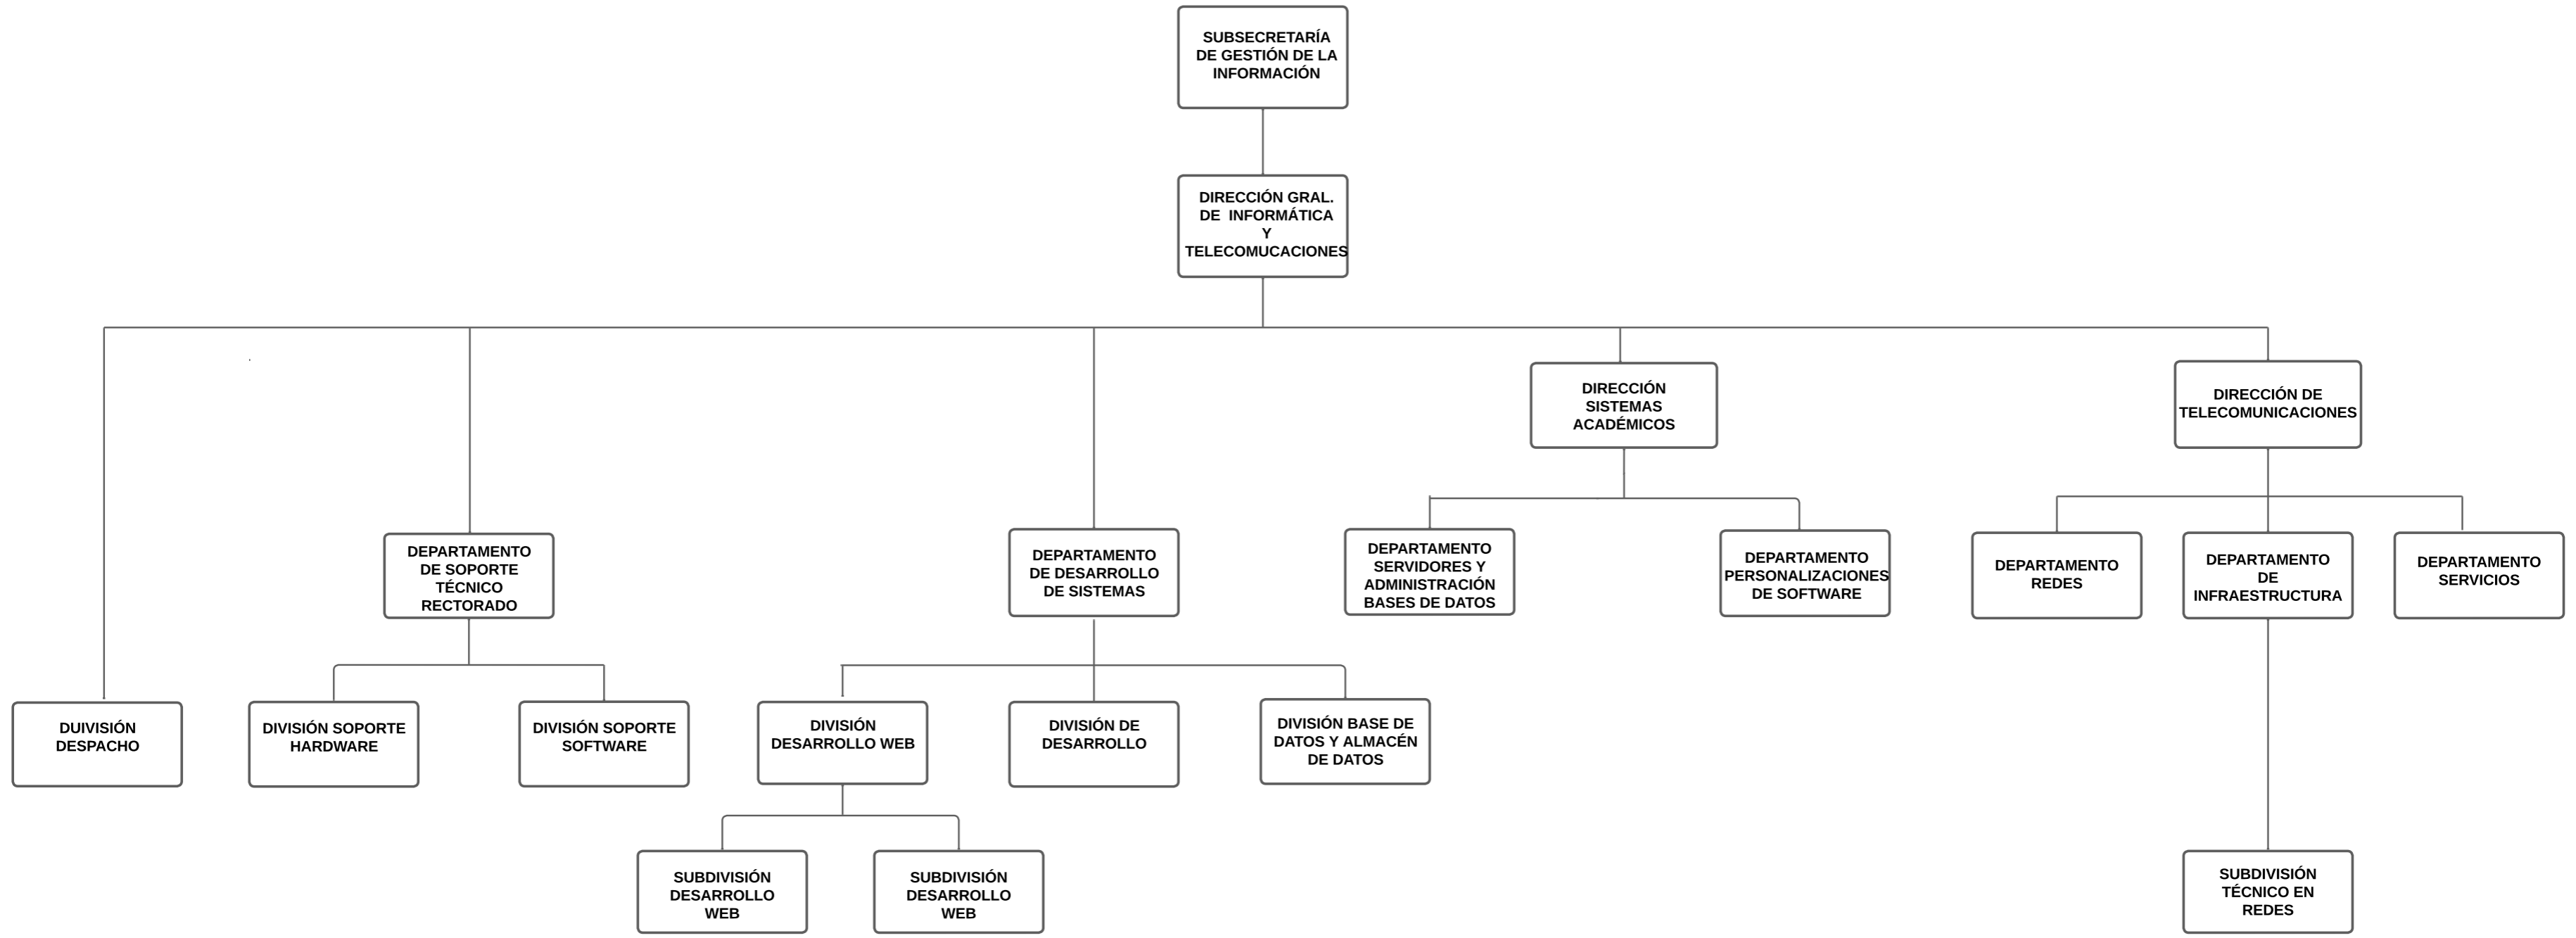 SUBSECRETARÍA
DE GESTIÓN DE LA
INFORMACIÓN
DIRECCIÓN GRAL.
DE  INFORMÁTICA
Y
TELECOMUCACIONES
DIRECCIÓN
SISTEMAS
ACADÉMICOS
DIRECCIÓN DE
TELECOMUNICACIONES
DEPARTAMENTO
DE SOPORTE
TÉCNICO
RECTORADO
DEPARTAMENTO
DE DESARROLLO
DE SISTEMAS
DEPARTAMENTO
SERVIDORES Y
ADMINISTRACIÓN
BASES DE DATOS
DEPARTAMENTO
PERSONALIZACIONES
DE SOFTWARE
DEPARTAMENTO
REDES
DEPARTAMENTO
DE
INFRAESTRUCTURA
DEPARTAMENTO
SERVICIOS
DUIVISIÓN
DESPACHO
DIVISIÓN SOPORTE
HARDWARE
DIVISIÓN SOPORTE
SOFTWARE
DIVISIÓN
DESARROLLO WEB
DIVISIÓN DE
DESARROLLO
DIVISIÓN BASE DE
DATOS Y ALMACÉN
DE DATOS
SUBDIVISIÓN
DESARROLLO
WEB
SUBDIVISIÓN
DESARROLLO
WEB
SUBDIVISIÓN
TÉCNICO EN
REDES